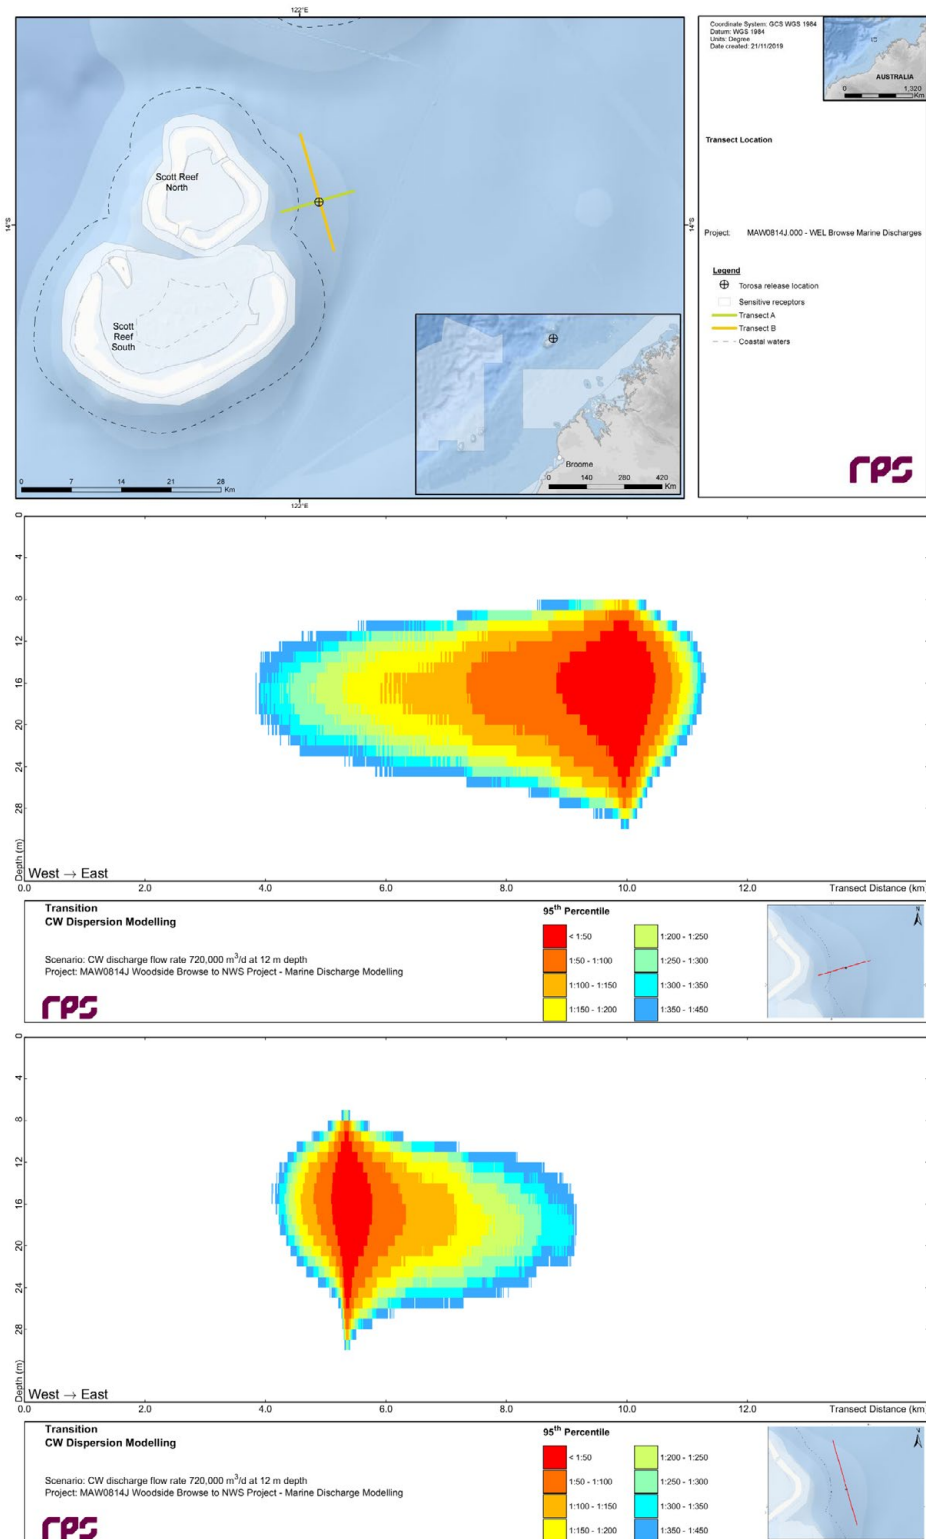 122°E
Coordinate System: GCS WGS 1984
Datum: WGS 1984
Units: Degree
Date created: 21/11/2019
AUSTRALIA
0 1,320
Km
Transect Location
Scott Reef
North
14°S
14°S
Project: MAW0814J.000 - WEL Browse Marine Discharges
Legend
Torosa release location
Sensitive receptors
Transect A
Transect B
Coastal waters
Scott
Reef
South
Broome
0 140 280 420
Km
0 7 14 21 28
Km
rps
122°E
0
4
8
12
16
20
24
28
Depth (m)
West → East
0.0 2.0 4.0 6.0 8.0 10.0 12.0 Transect Distance (km)
Transition
CW Dispersion Modelling
Scenario: CW discharge flow rate 720,000 m³/d at 12 m depth
Project: MAW0814J Woodside Browse to NWS Project - Marine Discharge Modelling
rps
95th Percentile
< 1:50
1:50 - 1:100
1:100 - 1:150
1:150 - 1:200
1:200 - 1:250
1:250 - 1:300
1:300 - 1:350
1:350 - 1:450
N
0
4
8
12
16
20
24
28
Depth (m)
West → East
0.0 2.0 4.0 6.0 8.0 10.0 12.0 Transect Distance (km)
Transition
CW Dispersion Modelling
Scenario: CW discharge flow rate 720,000 m³/d at 12 m depth
Project: MAW0814J Woodside Browse to NWS Project - Marine Discharge Modelling
rps
95th Percentile
< 1:50
1:50 - 1:100
1:100 - 1:150
1:150 - 1:200
1:200 - 1:250
1:250 - 1:300
1:300 - 1:350
1:350 - 1:450
N